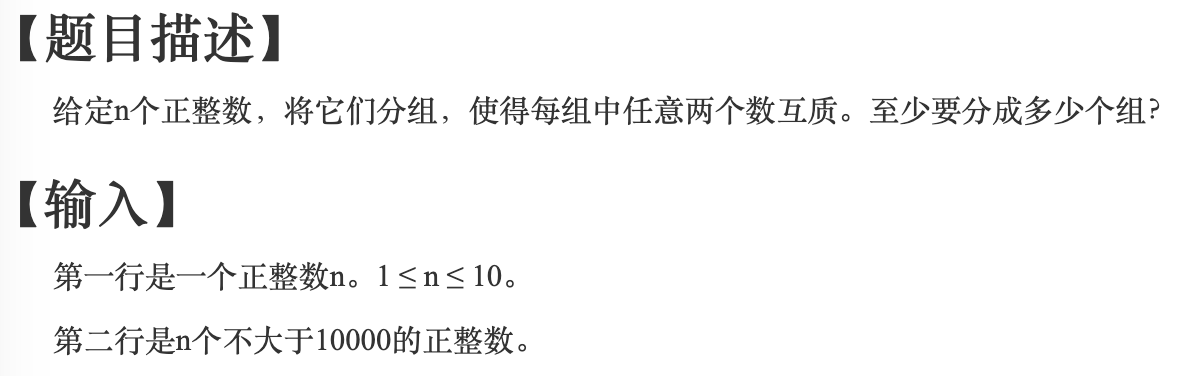 【题目描述】
给定n个正整数，将它们分组，使得每组中任意两个数互质。至少要分成多少个组?
【输入】
第一行是一个正整数n。1 ≤ n ≤ 10。
第二行是n个不大于10000的正整数。